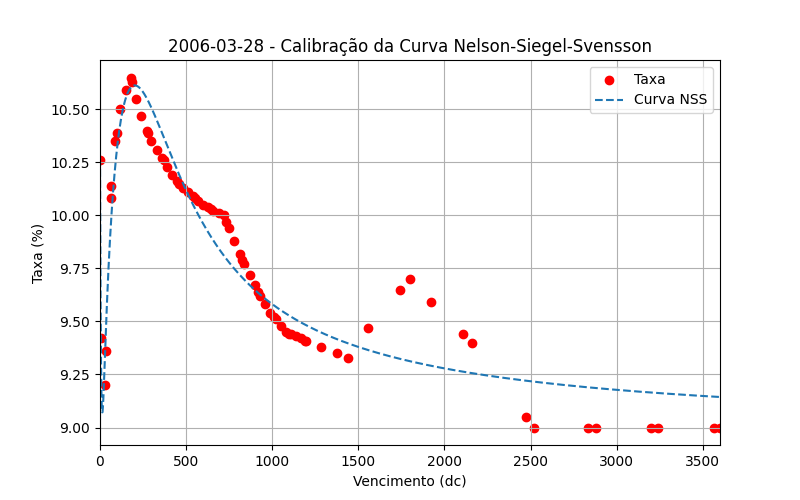 2006-03-28 - Calibração da Curva Nelson-Siegel-Svensson
Taxa
Curva NSS
10.50
10.25
10.00
9.75
9.50
9.25
9.00
Taxa (%)
0 500 1000 1500 2000 2500 3000 3500
Vencimento (dc)